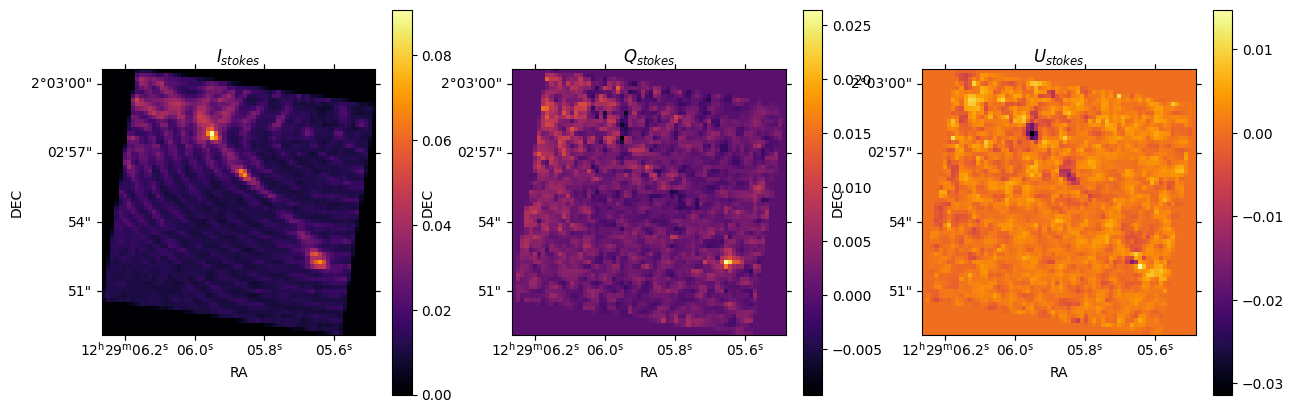 I_stokes
Q_stokes
U_stokes
2°03'00"
02'57"
54"
51"
DEC
12ʰ29ᵐ06.2ˢ 06.0ˢ 05.8ˢ 05.6ˢ
RA
0.08
0.06
0.04
0.02
0.00
02'57"
54"
51"
2°03'00"
DEC
12ʰ29ᵐ06.2ˢ 06.0ˢ 05.8ˢ 05.6ˢ
RA
0.025
0.020
0.015
0.010
0.005
0.000
−0.005
2°03'00"
02'57"
54"
51"
DEC
12ʰ29ᵐ06.2ˢ 06.0ˢ 05.8ˢ 05.6ˢ
RA
0.01
0.00
−0.01
−0.02
−0.03